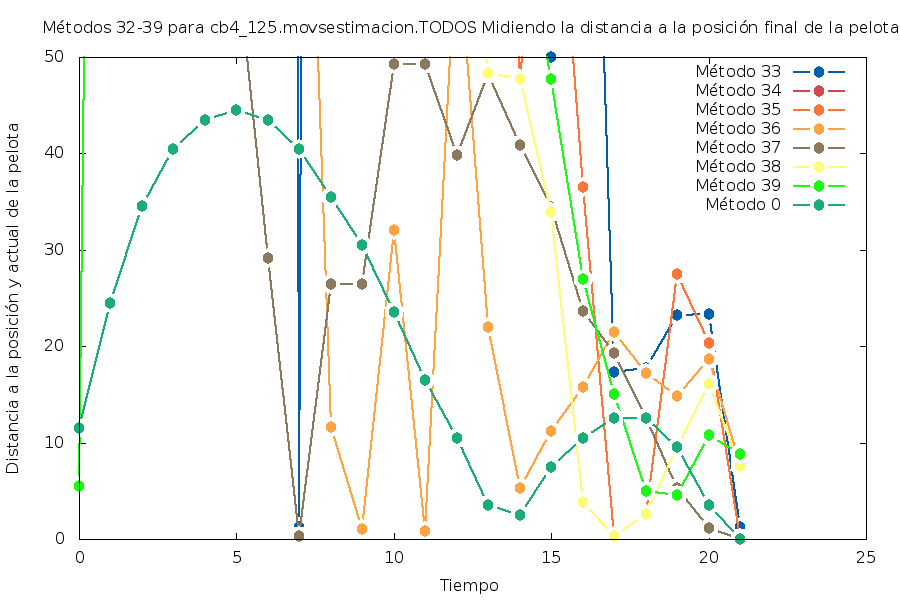 Métodos 32-39 para cb4_125.movsestimacion.TODOS Midiendo la distancia a la posición final de la pelota
Distancia a la posición y actual de la pelota
50
40
30
20
10
0
Método 33
Método 34
Método 35
Método 36
Método 37
Método 38
Método 39
Método 0
0 5 10 15 20 25
Tiempo